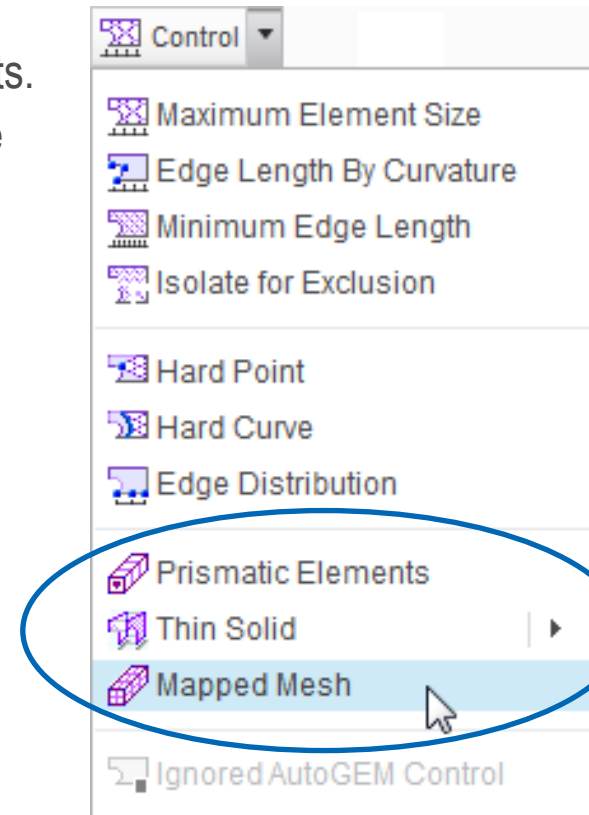 Control
ts.
Maximum Element Size
e
Edge Length By Curvature
Minimum Edge Length
Isolate for Exclusion
Hard Point
Hard Curve
Edge Distribution
Prismatic Elements
Thin Solid
Mapped Mesh
Ignored AutoGEM Control